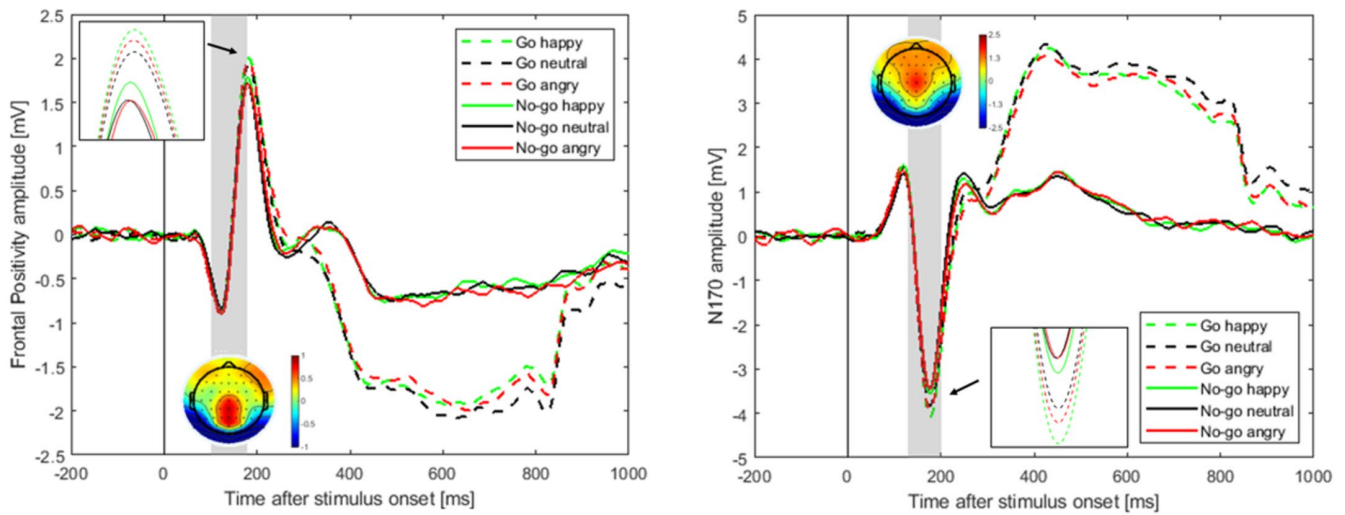 2.5
2
1.5
1
0.5
0
-0.5
-1
-1.5
-2
-2.5
Frontal Positivity amplitude [mV]
Go happy
Go neutral
Go angry
No-go happy
No-go neutral
No-go angry
1
0.5
0
-0.5
-1
-200
0
200
400
600
800
1000
Time after stimulus onset [ms]
5
4
3
2
1
0
-1
-2
-3
-4
-5
N170 amplitude [mV]
2.5
1.3
0
-1.3
-2.5
Go happy
Go neutral
Go angry
No-go happy
No-go neutral
No-go angry
-200
0
200
400
600
800
1000
Time after stimulus onset [ms]